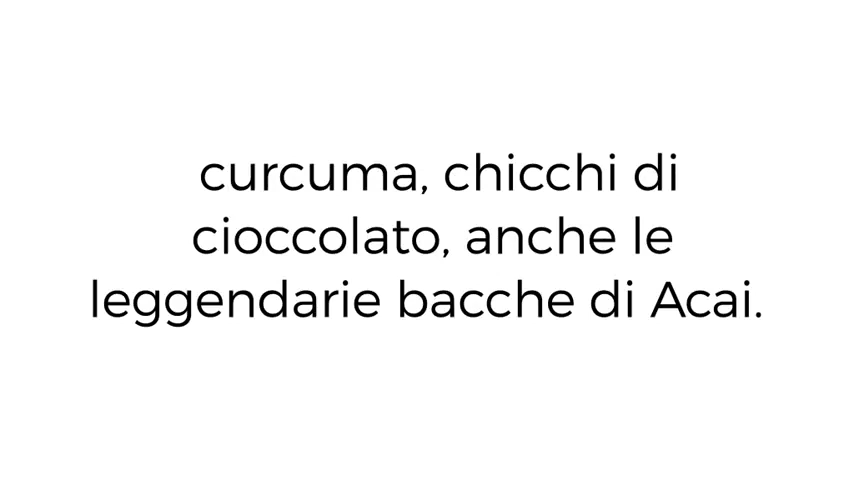 curcuma, chicchi di
cioccolato, anche le
leggendarie bacche di Acai.